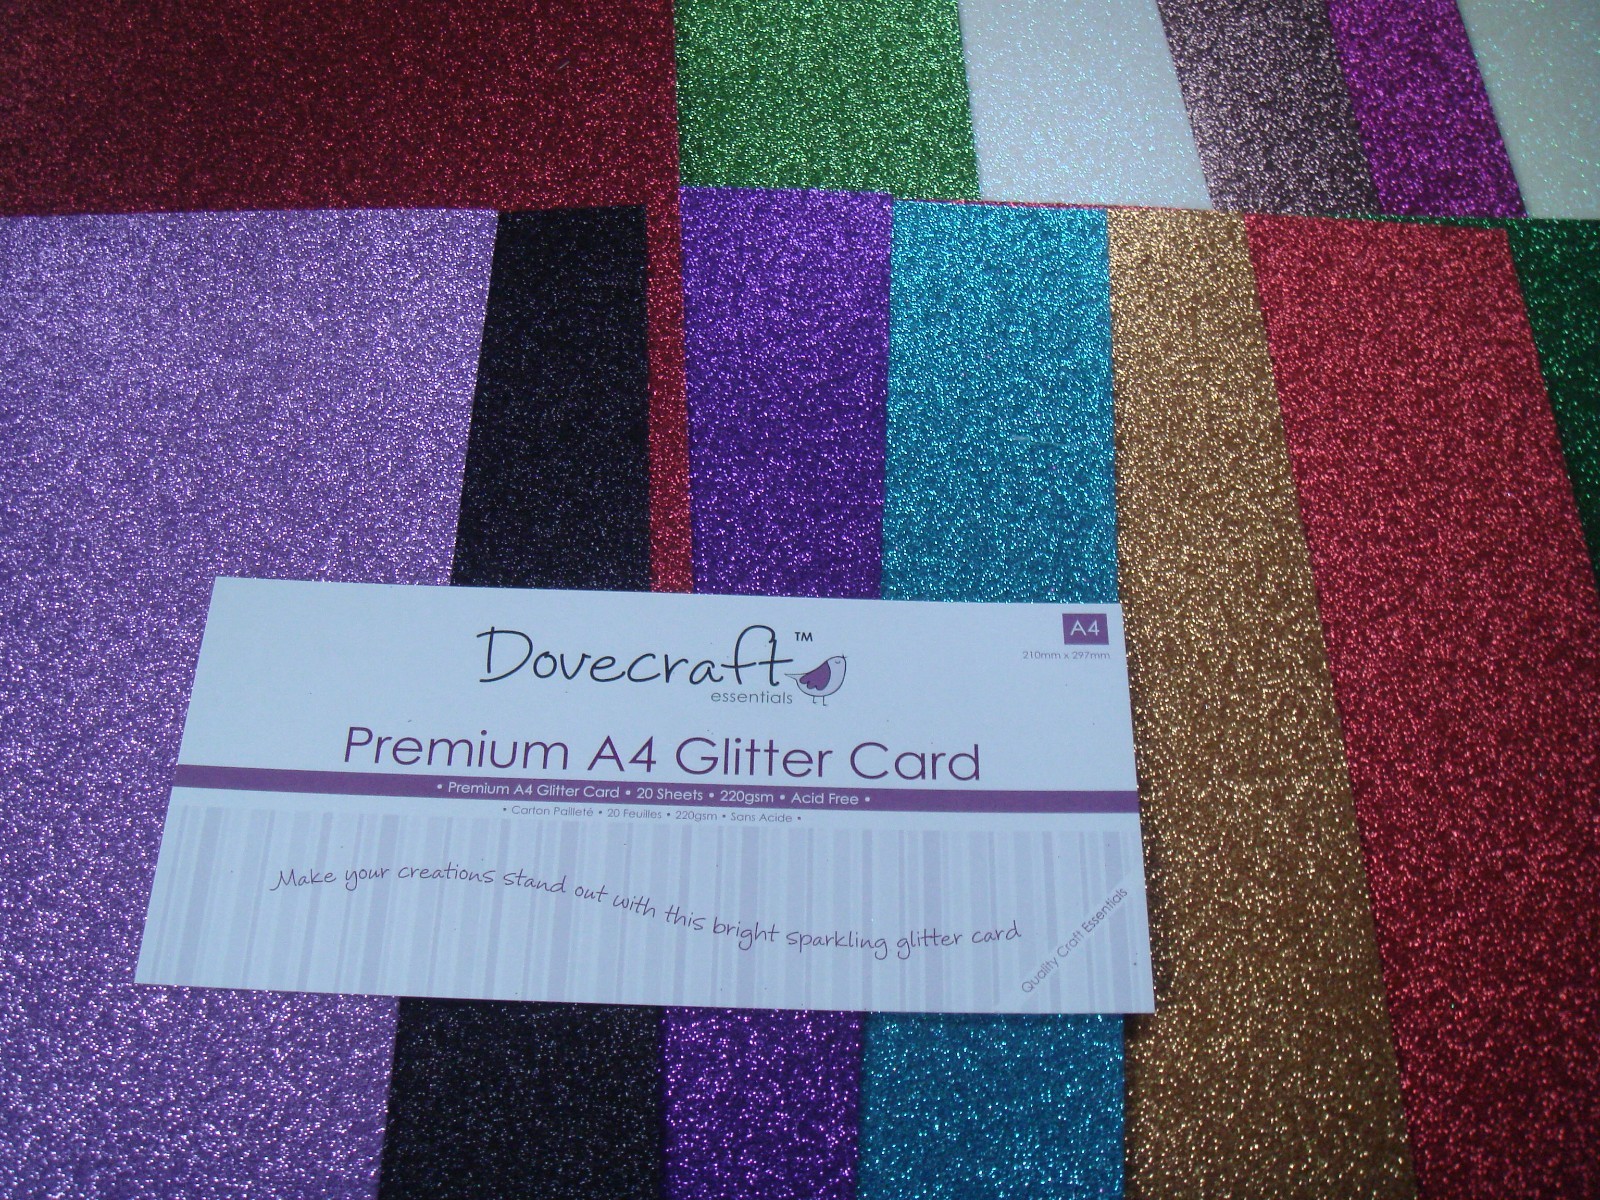 Dovecraft™
essentials
A4
210mm x 297mm
Premium A4 Glitter Card
• Premium A4 Glitter Card • 20 Sheets • 220gsm • Acid Free •
• Carton Pailleté • 20 Feuilles • 220gsm • Sans Acide •
Make your creations stand out with this bright sparkling glitter card
Quality Craft Essentials